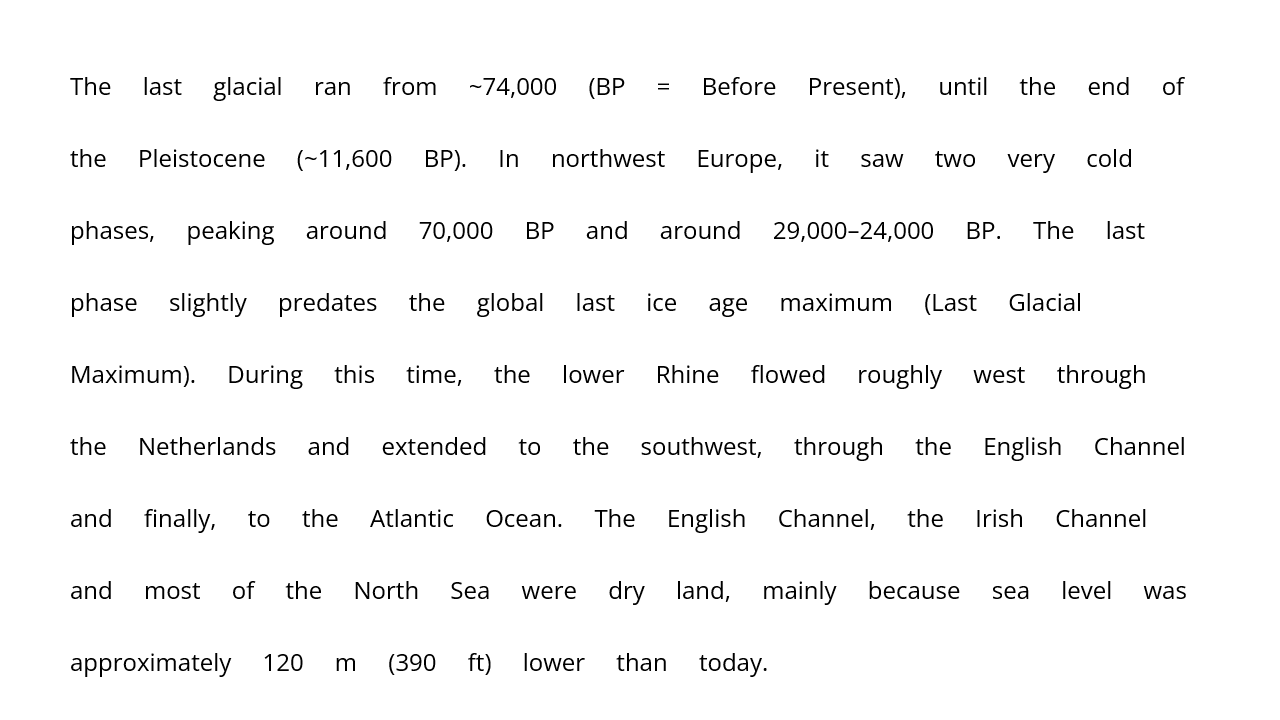 The last glacial ran from ~74,000 (BP = Before Present), until the end of
the Pleistocene (~11,600 BP). In northwest Europe, it saw two very cold
phases, peaking around 70,000 BP and around 29,000–24,000 BP. The last
phase slightly predates the global last ice age maximum (Last Glacial
Maximum). During this time, the lower Rhine flowed roughly west through
the Netherlands and extended to the southwest, through the English Channel
and finally, to the Atlantic Ocean. The English Channel, the Irish Channel
and most of the North Sea were dry land, mainly because sea level was
approximately 120 m (390 ft) lower than today.